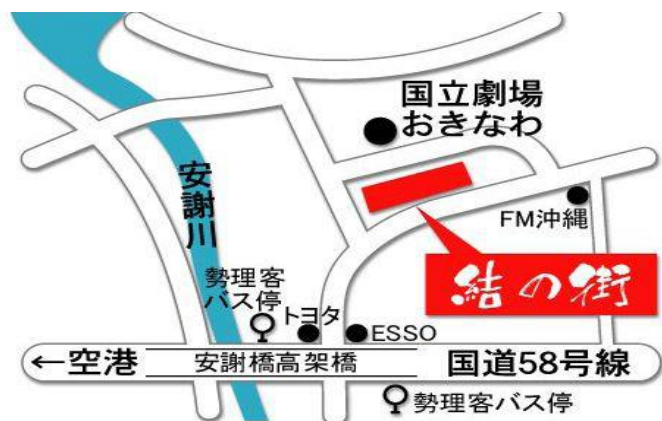 国立劇場
おきなわ
安謝川
FM沖縄
結の街
勢理客
バス停
トヨタ
ESSO
←空港
安謝橋高架橋
国道58号線
勢理客バス停